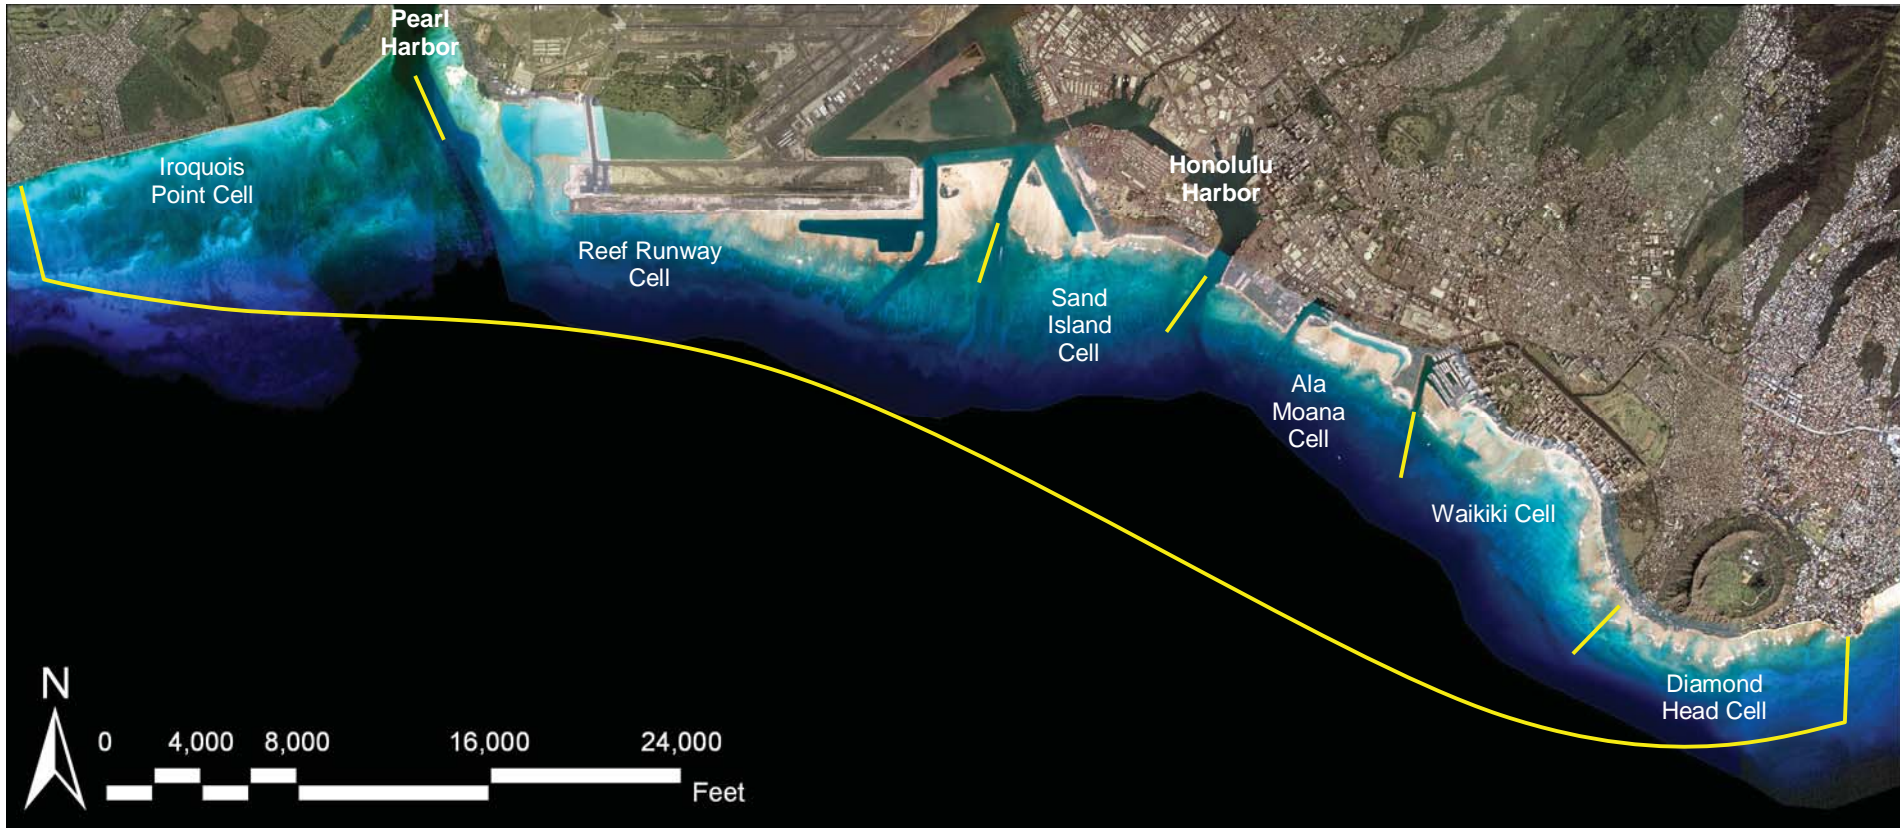 Pearl
Harbor
Iroquois
Point Cell
Honolulu
Harbor
Reef Runway
Cell
Sand
Island
Cell
Ala
Moana
Cell
Waikiki Cell
Diamond
Head Cell
N
0 4,000 8,000 16,000 24,000
Feet